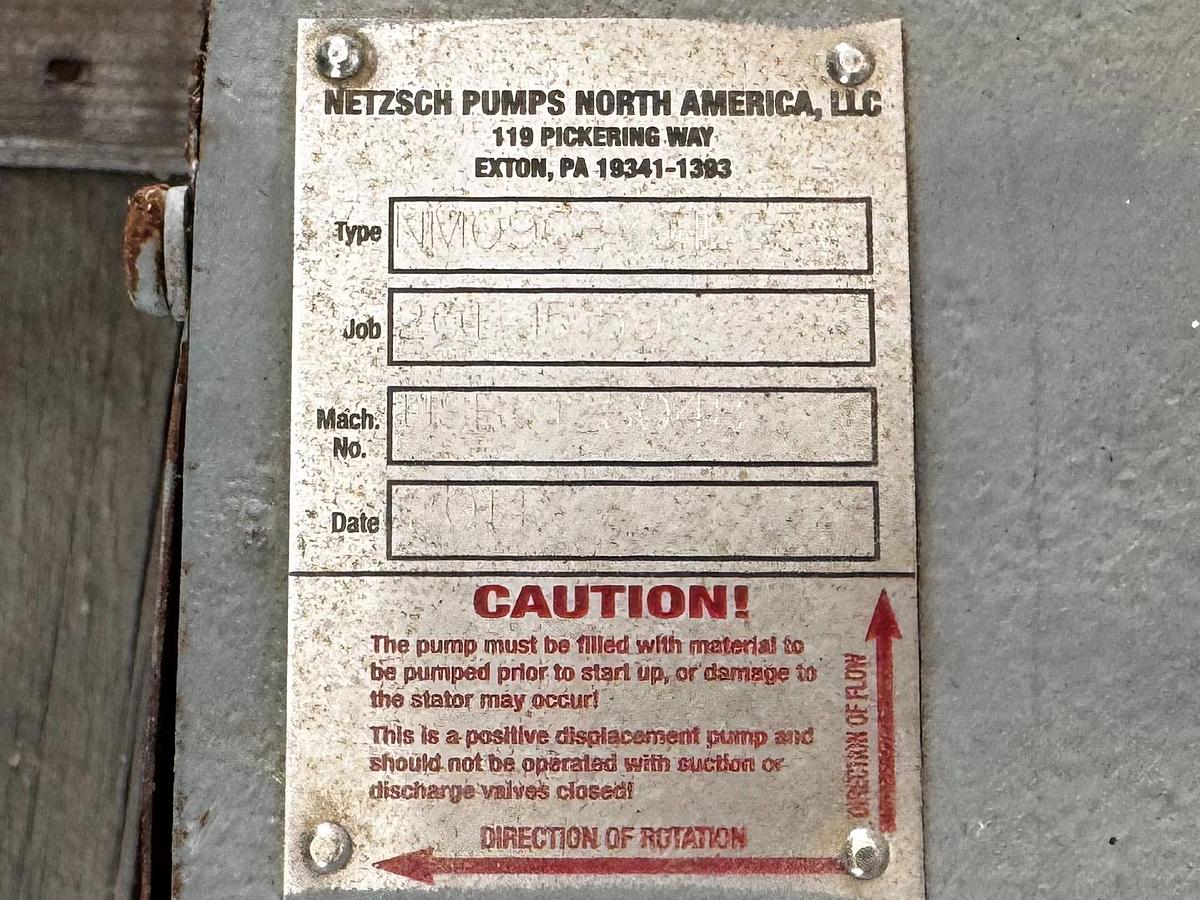 NETZSCH PUMPS NORTH AMERICA, LLC
119 PICKERING WAY
EXTON, PA 19341-1393
Type
Job
Mach.
No.
Date
CAUTION!
The pump must be filled with material to
be pumped prior to start up, or damage to
the stator may occur!
This is a positive displacement pump and
should not be operated with suction or
discharge valves closed!
DIRECTION OF FLOW
DIRECTION OF ROTATION